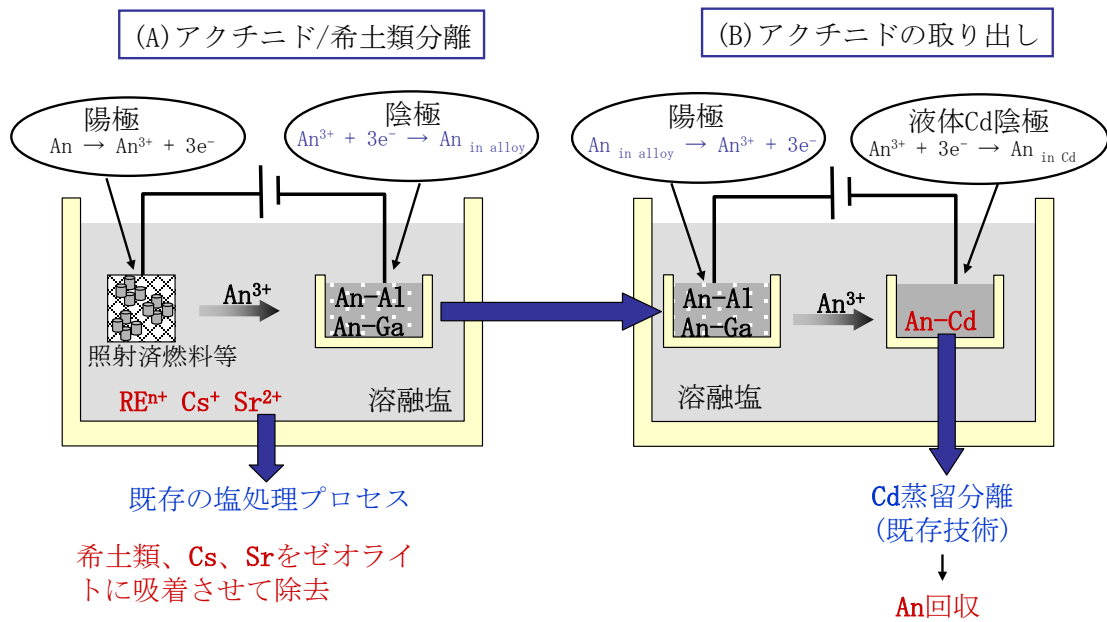 (A)アクチニド/希土類分離
陽極
An → An³⁺ + 3e⁻
陰極
An³⁺ + 3e⁻ → An in alloy
An³⁺
An-Al
An-Ga
照射済燃料等
REⁿ⁺ Cs⁺ Sr²⁺
溶融塩
既存の塩処理プロセス
希土類、Cs、Srをゼオライ
トに吸着させて除去
(B)アクチニドの取り出し
陽極
An in alloy → An³⁺ + 3e⁻
液体Cd陰極
An³⁺ + 3e⁻ → An in Cd
An-Al
An-Ga
An³⁺
An-Cd
溶融塩
Cd蒸留分離
(既存技術)
An回収